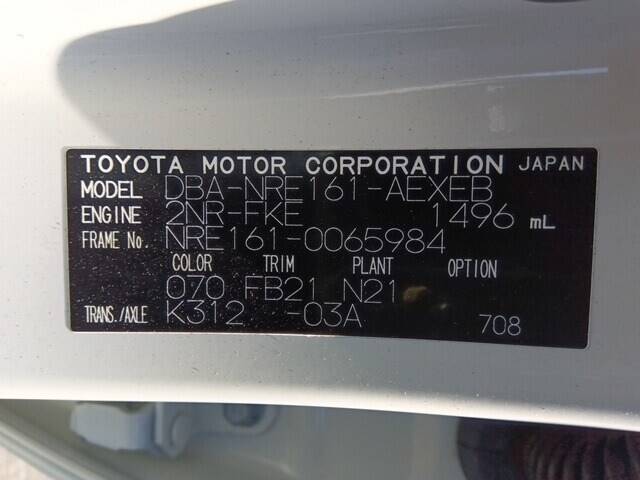 TOYOTA MOTOR CORPORATION JAPAN
MODEL DBA-NRE161-AEXEB
ENGINE 2NR-FKE 1496 mL
FRAME No. NRE161-0065984
COLOR TRIM PLANT OPTION
070 FB21 N21
TRANS./AXLE K312 -03A 708